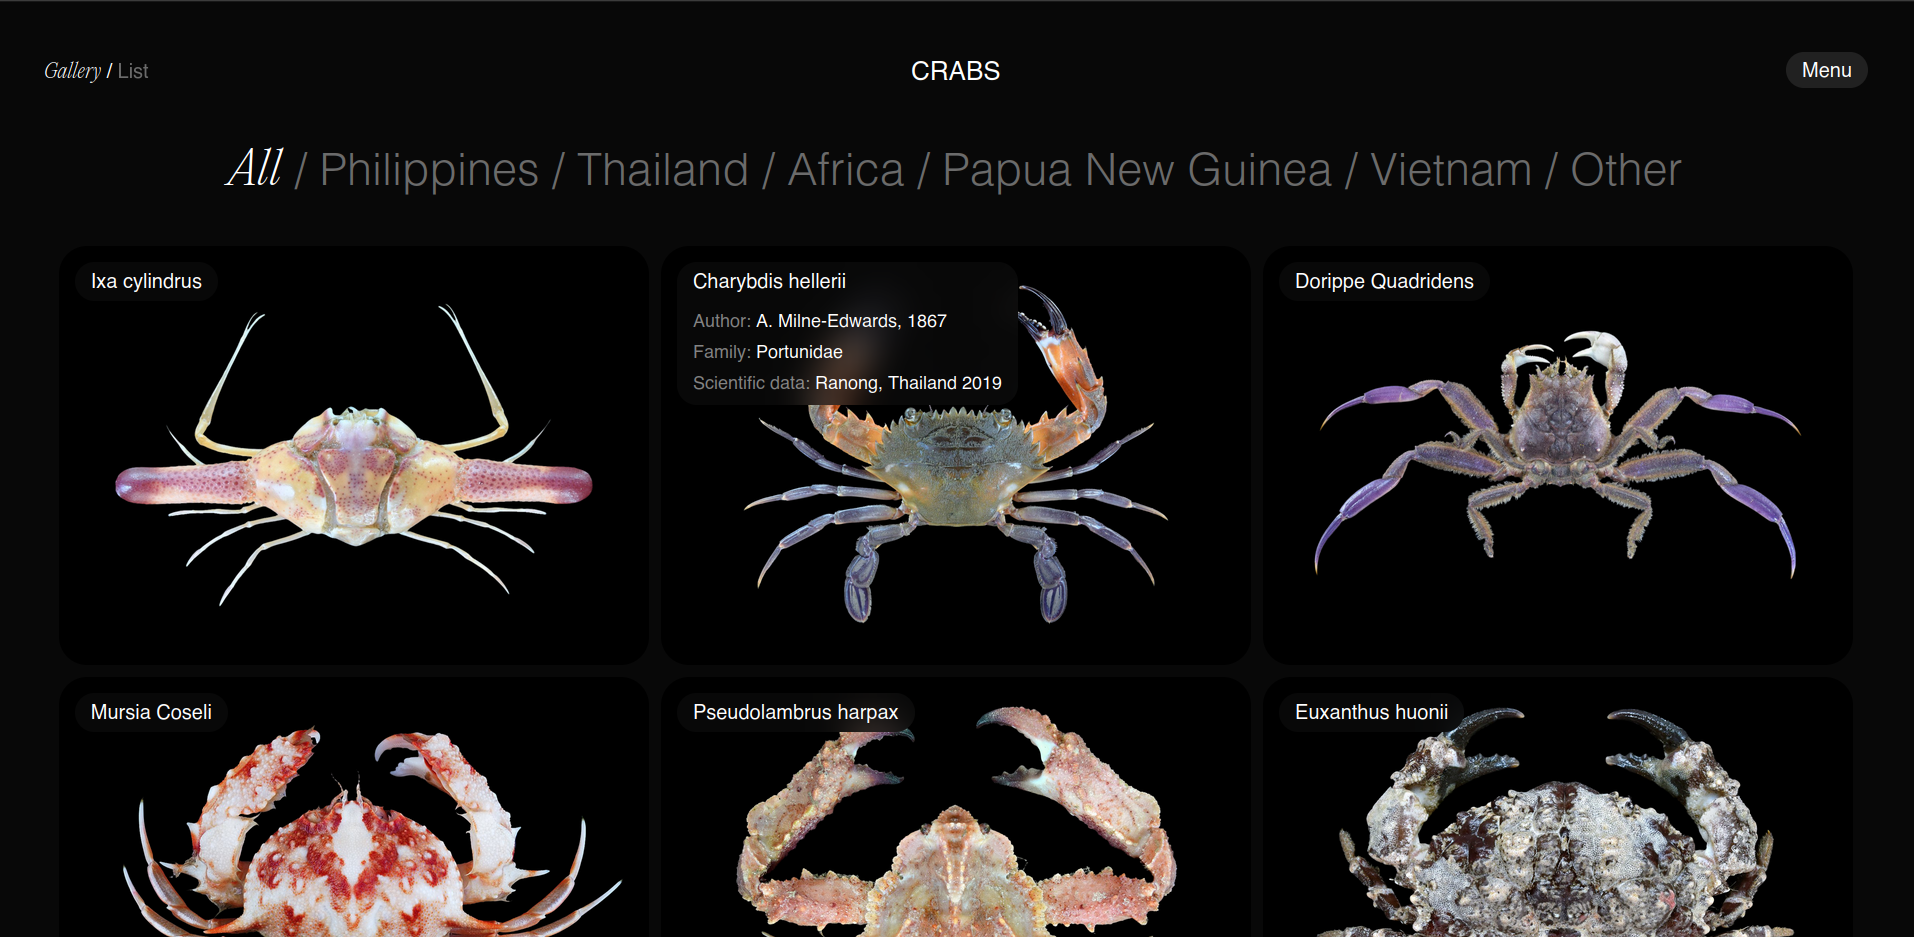 Gallery / List
CRABS
Menu
All / Philippines / Thailand / Africa / Papua New Guinea / Vietnam / Other
Ixa cylindrus
Charybdis hellerii
Author: A. Milne-Edwards, 1867
Family: Portunidae
Scientific data: Ranong, Thailand 2019
Dorippe Quadridens
Mursia Coseli
Pseudolambrus harpax
Euxanthus huonii